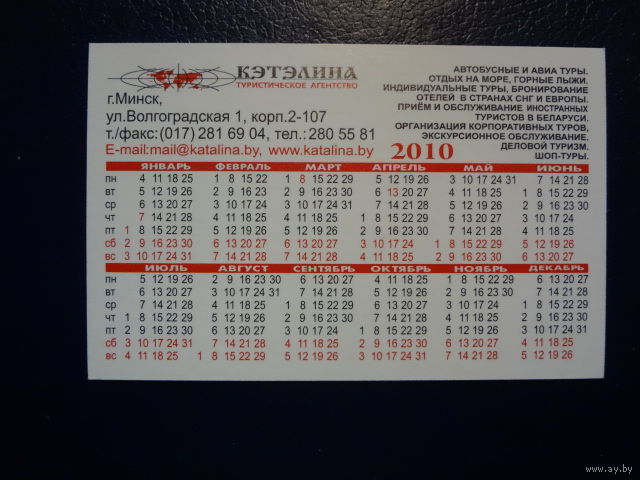 КЭТЭЛИНА
ТУРИСТИЧЕСКОЕ АГЕНТСТВО
г.Минск,
ул.Волгоградская 1, корп.2-107
т./факс:(017) 281 69 04, тел.: 280 55 81
E-mail:mail@katalina.by, www.katalina.by
АВТОБУСНЫЕ И АВИА ТУРЫ.
ОТДЫХ НА МОРЕ, ГОРНЫЕ ЛЫЖИ.
ИНДИВИДУАЛЬНЫЕ ТУРЫ, БРОНИРОВАНИЕ
ОТЕЛЕЙ В СТРАНАХ СНГ И ЕВРОПЫ.
ПРИЁМ И ОБСЛУЖИВАНИЕ ИНОСТРАННЫХ
ТУРИСТОВ В БЕЛАРУСИ.
ОРГАНИЗАЦИЯ КОРПОРАТИВНЫХ ТУРОВ,
ЭКСКУРСИОННОЕ ОБСЛУЖИВАНИЕ.
ДЕЛОВОЙ ТУРИЗМ.
ШОП-ТУРЫ.
2010
ЯНВАРЬ ФЕВРАЛЬ МАРТ АПРЕЛЬ МАЙ ИЮНЬ
пн 4 11 18 25 1 8 15 22 1 8 15 22 29 5 12 19 26 3 10 17 24 31 7 14 21 28
вт 5 12 19 26 2 9 16 23 2 9 16 23 30 6 13 20 27 4 11 18 25 1 8 15 22 29
ср 6 13 20 27 3 10 17 24 3 10 17 24 31 7 14 21 28 5 12 19 26 2 9 16 23 30
чт 7 14 21 28 4 11 18 25 4 11 18 25 1 8 15 22 29 6 13 20 27 3 10 17 24
пт 1 8 15 22 29 5 12 19 26 5 12 19 26 2 9 16 23 30 7 14 21 28 4 11 18 25
сб 2 9 16 23 30 6 13 20 27 6 13 20 27 3 10 17 24 1 8 15 22 29 5 12 19 26
вс 3 10 17 24 31 7 14 21 28 7 14 21 28 4 11 18 25 2 9 16 23 30 6 13 20 27
ИЮЛЬ АВГУСТ СЕНТЯБРЬ ОКТЯБРЬ НОЯБРЬ ДЕКАБРЬ
пн 5 12 19 26 2 9 16 23 30 6 13 20 27 4 11 18 25 1 8 15 22 29 6 13 20 27
вт 6 13 20 27 3 10 17 24 31 7 14 21 28 5 12 19 26 2 9 16 23 30 7 14 21 28
ср 7 14 21 28 4 11 18 25 1 8 15 22 29 6 13 20 27 3 10 17 24 1 8 15 22 29
чт 1 8 15 22 29 5 12 19 26 2 9 16 23 30 7 14 21 28 4 11 18 25 2 9 16 23 30
пт 2 9 16 23 30 6 13 20 27 3 10 17 24 1 8 15 22 29 5 12 19 26 3 10 17 24 31
сб 3 10 17 24 31 7 14 21 28 4 11 18 25 2 9 16 23 30 6 13 20 27 4 11 18 25
вс 4 11 18 25 1 8 15 22 29 5 12 19 26 3 10 17 24 31 7 14 21 28 5 12 19 26
www.ay.by